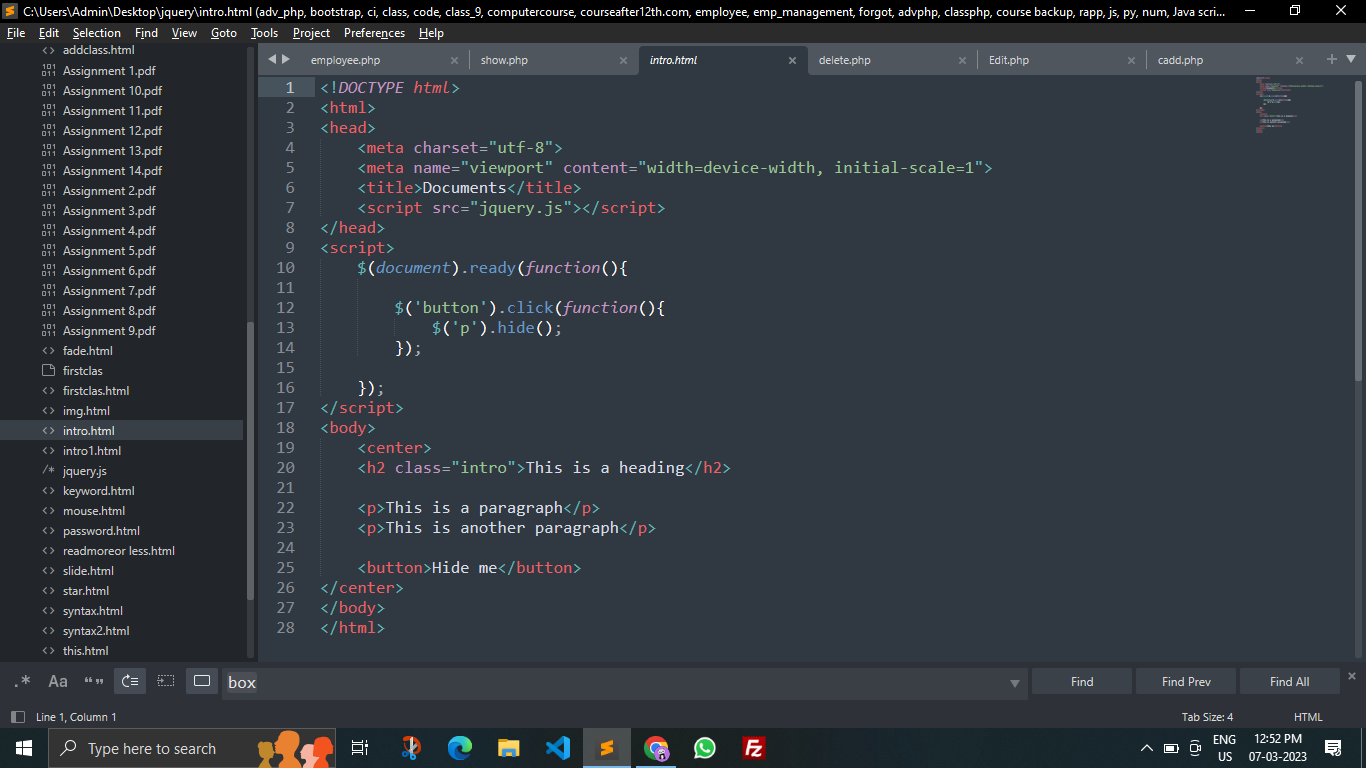 C:\Users\Admin\Desktop\jquery\intro.html (adv_php, bootstrap, ci, class, code, class_9, computercourse, courseafter12th.com, employee, emp_management, forgot, advphp, classphp, course backup, rapp, js, py, num, Java scri...
File Edit Selection Find View Goto Tools Project Preferences Help
addclass.html
Assignment 1.pdf
Assignment 10.pdf
Assignment 11.pdf
Assignment 12.pdf
Assignment 13.pdf
Assignment 14.pdf
Assignment 2.pdf
Assignment 3.pdf
Assignment 4.pdf
Assignment 5.pdf
Assignment 6.pdf
Assignment 7.pdf
Assignment 8.pdf
Assignment 9.pdf
fade.html
firstclas
firstclas.html
img.html
intro.html
intro1.html
/* jquery.js
keyword.html
mouse.html
password.html
readmoreor less.html
slide.html
star.html
syntax.html
syntax2.html
this.html
employee.php show.php intro.html delete.php Edit.php cadd.php
1 <!DOCTYPE html>
2 <html>
3 <head>
4 <meta charset="utf-8">
5 <meta name="viewport" content="width=device-width, initial-scale=1">
6 <title>Documents</title>
7 <script src="jquery.js"></script>
8 </head>
9 <script>
10 $(document).ready(function(){
11
12 $('button').click(function(){
13 $('p').hide();
14 });
15
16 });
17 </script>
18 <body>
19 <center>
20 <h2 class="intro">This is a heading</h2>
21
22 <p>This is a paragraph</p>
23 <p>This is another paragraph</p>
24
25 <button>Hide me</button>
26 </center>
27 </body>
28 </html>
.* Aa “” box Find Find Prev Find All
Line 1, Column 1 Tab Size: 4 HTML
Type here to search
ENG
US
12:52 PM
07-03-2023